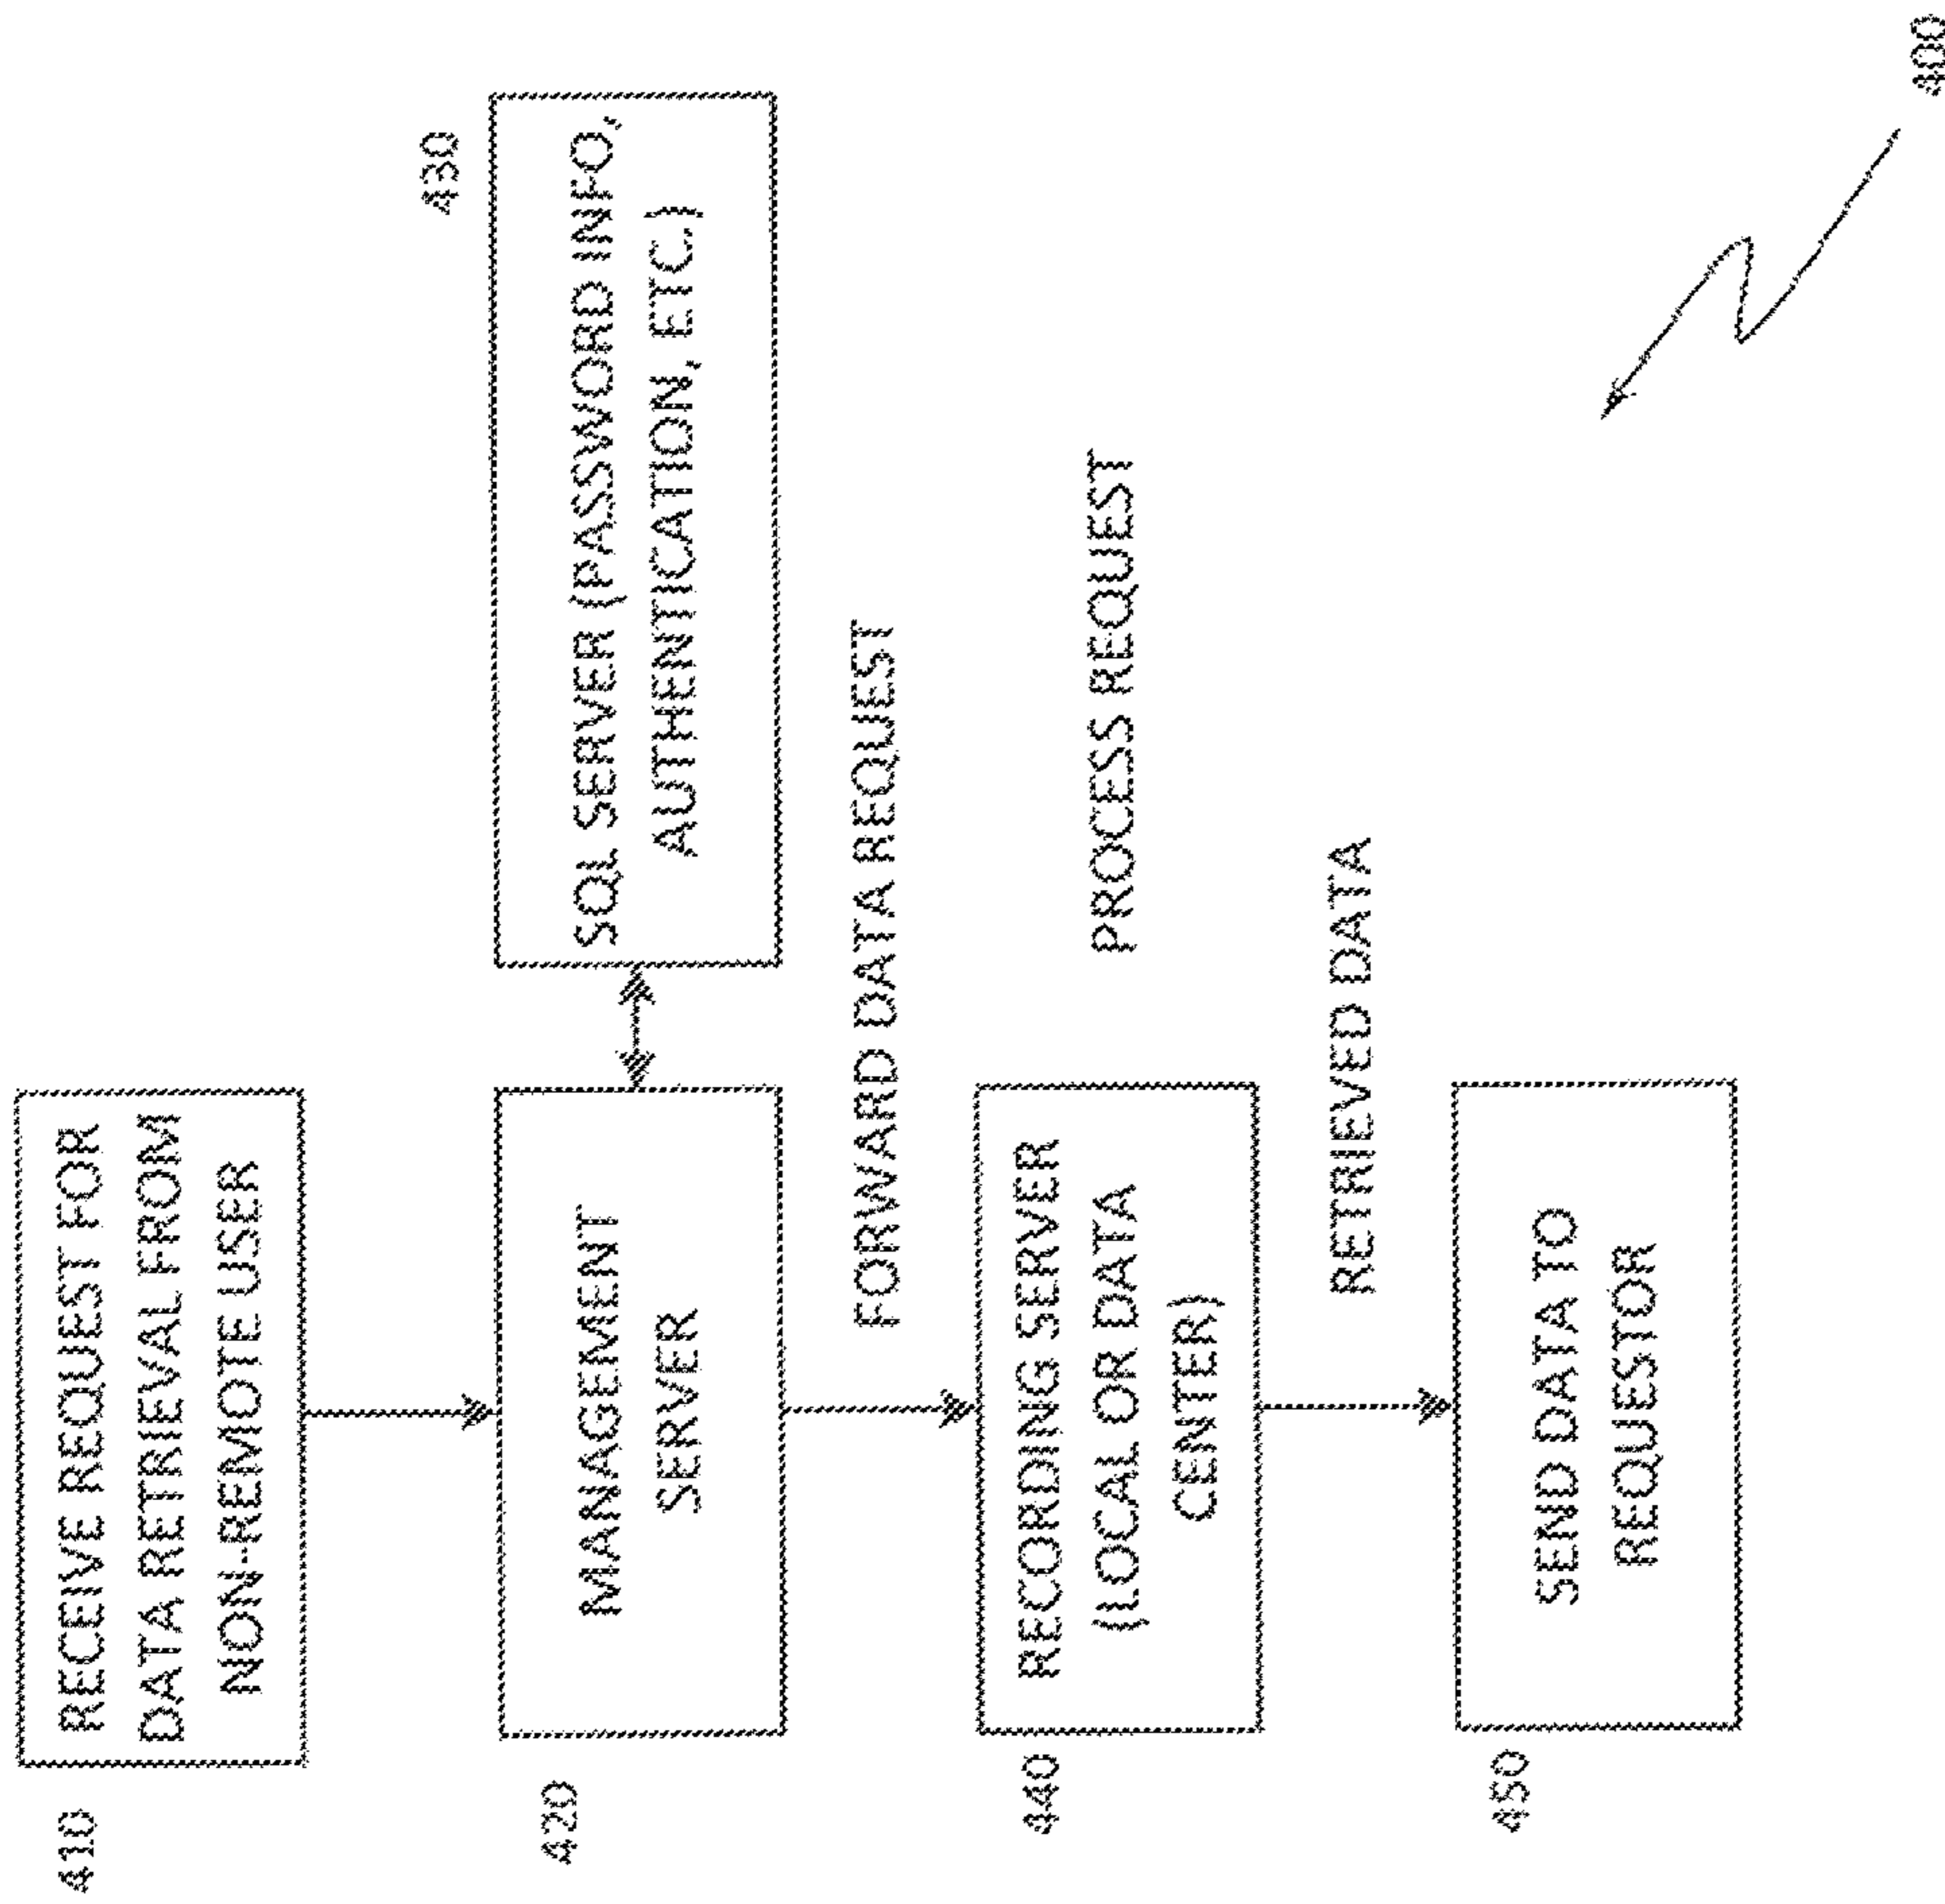 410
RECEIVE REQUEST FOR
DATA RETRIEVAL FROM
NON-REMOTE USER
420
MANAGEMENT
SERVER
430
SQL SERVER (PASSWORD INFO,
AUTHENTICATION, ETC.)
FORWARD DATA REQUEST
440
RECORDING SERVER
(LOCAL OR DATA
CENTER)
PROCESS REQUEST
RETRIEVED DATA
450
SEND DATA TO
REQUESTOR
400